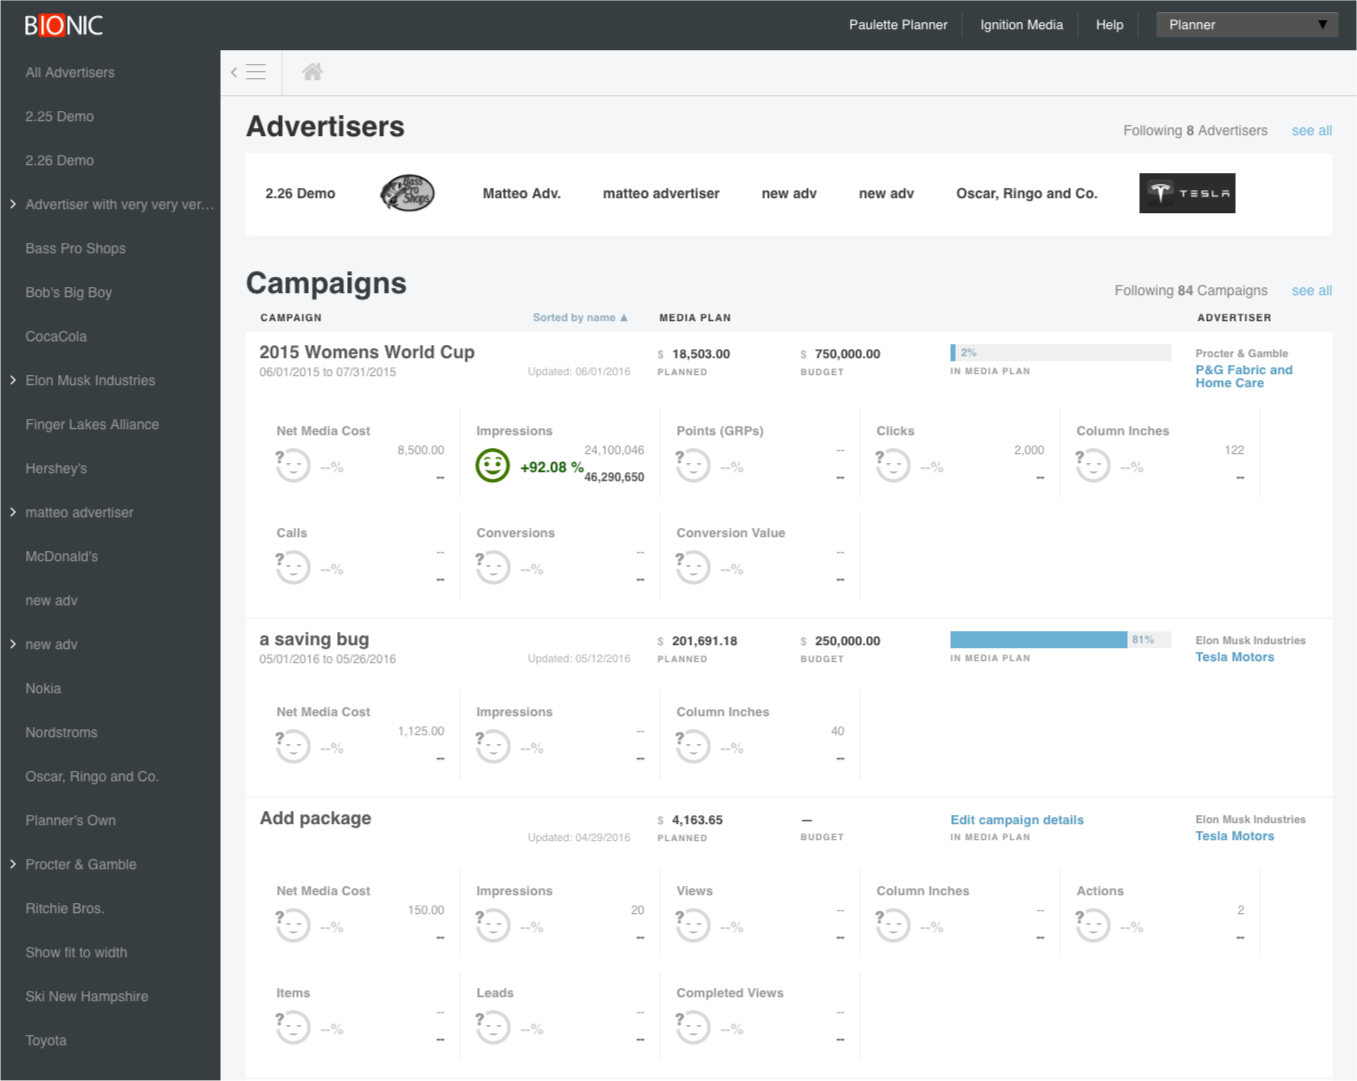 BIONIC
Paulette Planner
Ignition Media
Help
Planner
All Advertisers
2.25 Demo
2.26 Demo
Advertiser with very very ver...
Bass Pro Shops
Bob's Big Boy
CocaCola
Elon Musk Industries
Finger Lakes Alliance
Hershey's
matteo advertiser
McDonald's
new adv
new adv
Nokia
Nordstroms
Oscar, Ringo and Co.
Planner's Own
Procter & Gamble
Ritchie Bros.
Show fit to width
Ski New Hampshire
Toyota
Advertisers
Following 8 Advertisers see all
2.26 Demo
Bass
Pro
Shops
Matteo Adv.
matteo advertiser
new adv
new adv
Oscar, Ringo and Co.
TESLA
Campaigns
Following 84 Campaigns see all
CAMPAIGN
Sorted by name ▲
MEDIA PLAN
ADVERTISER
2015 Womens World Cup
06/01/2015 to 07/31/2015
Updated: 06/01/2016
$ 18,503.00
PLANNED
$ 750,000.00
BUDGET
2%
IN MEDIA PLAN
Procter & Gamble
P&G Fabric and
Home Care
Net Media Cost
? --%
8,500.00
--
Impressions
+92.08 %
24,100,046
46,290,650
Points (GRPs)
? --%
--
--
Clicks
? --%
2,000
--
Column Inches
? --%
122
--
Calls
? --%
--
--
Conversions
? --%
--
--
Conversion Value
? --%
--
--
a saving bug
05/01/2016 to 05/26/2016
Updated: 05/12/2016
$ 201,691.18
PLANNED
$ 250,000.00
BUDGET
81%
IN MEDIA PLAN
Elon Musk Industries
Tesla Motors
Net Media Cost
? --%
1,125.00
--
Impressions
? --%
--
--
Column Inches
? --%
40
--
Add package
Updated: 04/29/2016
$ 4,163.65
PLANNED
—
BUDGET
Edit campaign details
IN MEDIA PLAN
Elon Musk Industries
Tesla Motors
Net Media Cost
? --%
150.00
--
Impressions
? --%
20
--
Views
? --%
--
--
Column Inches
? --%
--
--
Actions
? --%
2
--
Items
? --%
--
--
Leads
? --%
--
--
Completed Views
? --%
--
--